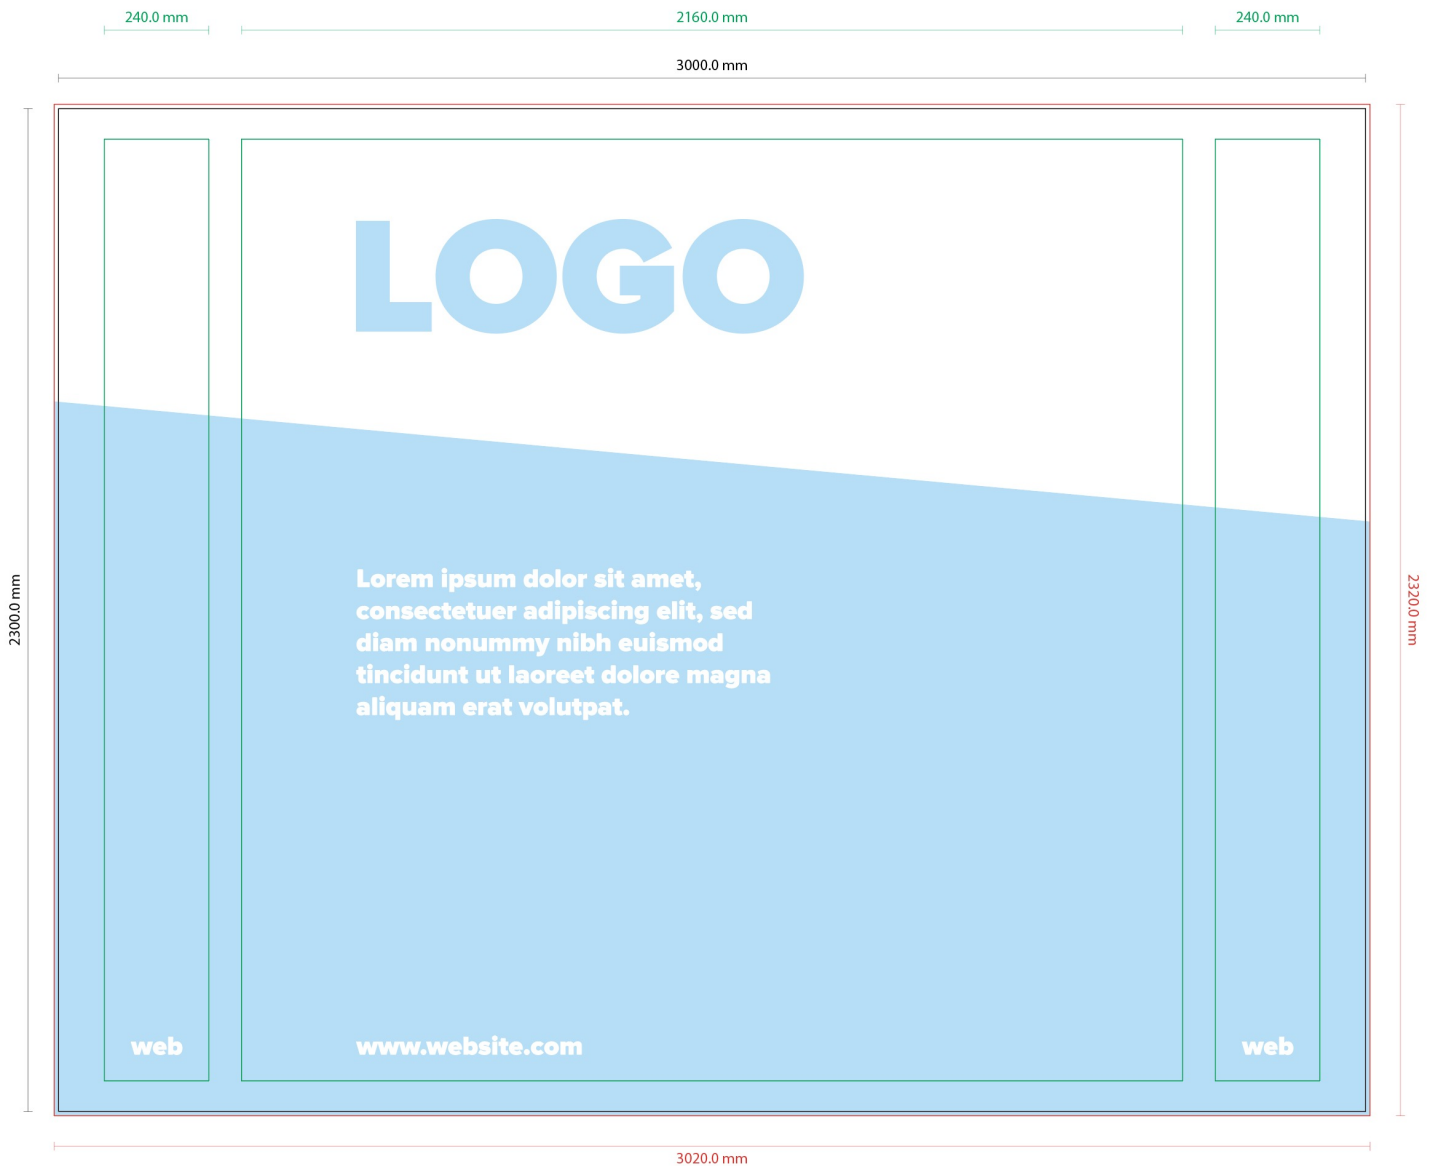 240.0 mm
2160.0 mm
240.0 mm
3000.0 mm
LOGO
2300.0 mm
2320.0 mm
Lorem ipsum dolor sit amet,
consectetuer adipiscing elit, sed
diam nonummy nibh euismod
tincidunt ut laoreet dolore magna
aliquam erat volutpat.
web
www.website.com
web
3020.0 mm